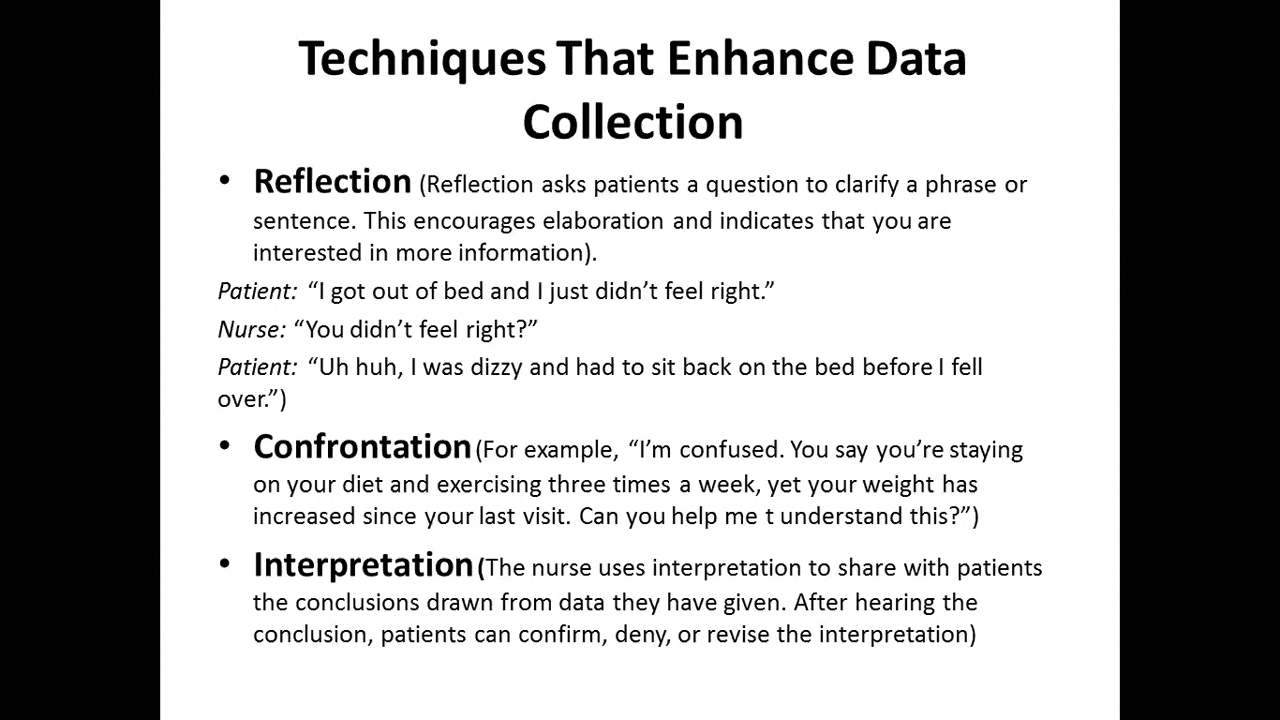 Techniques That Enhance Data
Collection
• Reflection (Reflection asks patients a question to clarify a phrase or
sentence. This encourages elaboration and indicates that you are
interested in more information).
Patient: “I got out of bed and I just didn’t feel right.”
Nurse: “You didn’t feel right?”
Patient: “Uh huh, I was dizzy and had to sit back on the bed before I fell
over.”)
• Confrontation (For example, “I’m confused. You say you’re staying
on your diet and exercising three times a week, yet your weight has
increased since your last visit. Can you help me t understand this?”)
• Interpretation (The nurse uses interpretation to share with patients
the conclusions drawn from data they have given. After hearing the
conclusion, patients can confirm, deny, or revise the interpretation)